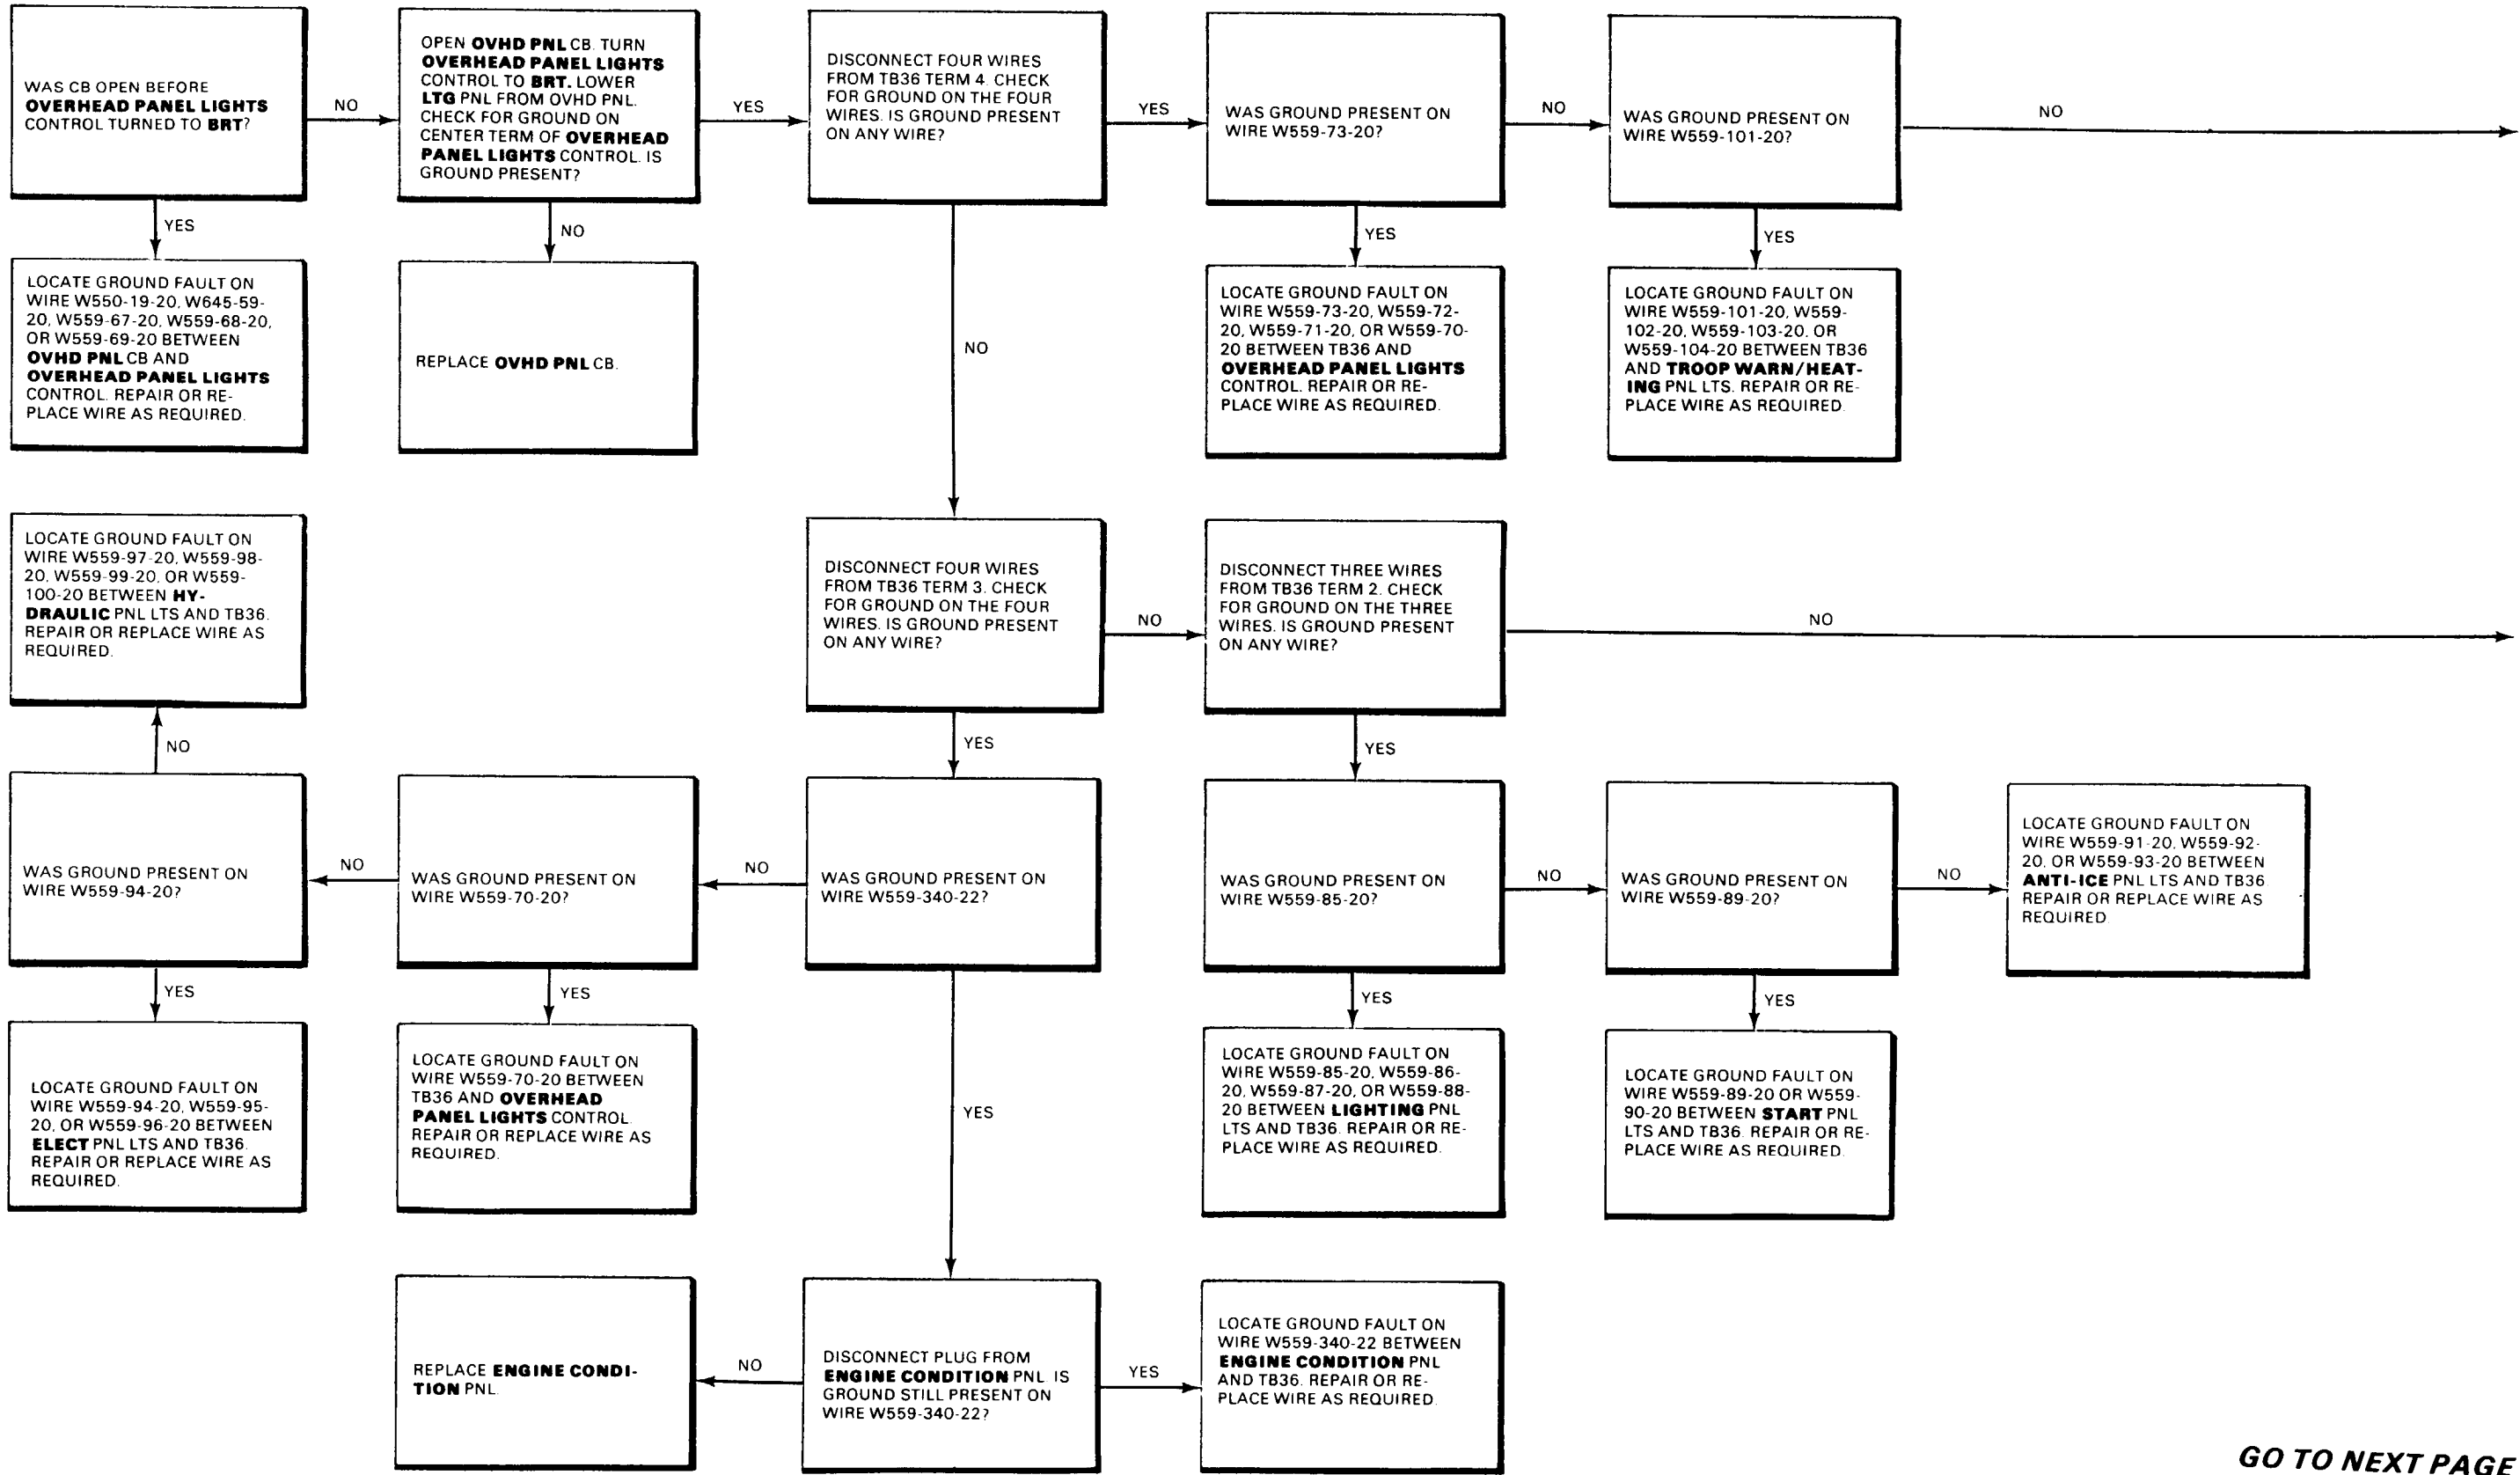 WAS CB OPEN BEFORE
OVERHEAD PANEL LIGHTS
CONTROL TURNED TO BRT?
NO
YES
OPEN OVHD PNL CB. TURN
OVERHEAD PANEL LIGHTS
CONTROL TO BRT. LOWER
LTG PNL FROM OVHD PNL.
CHECK FOR GROUND ON
CENTER TERM OF OVERHEAD
PANEL LIGHTS CONTROL. IS
GROUND PRESENT?
YES
NO
DISCONNECT FOUR WIRES
FROM TB36 TERM 4. CHECK
FOR GROUND ON THE FOUR
WIRES. IS GROUND PRESENT
ON ANY WIRE?
YES
NO
WAS GROUND PRESENT ON
WIRE W559-73-20?
NO
YES
WAS GROUND PRESENT ON
WIRE W559-101-20?
NO
YES
LOCATE GROUND FAULT ON
WIRE W550-19-20, W645-59-
20, W559-67-20, W559-68-20,
OR W559-69-20 BETWEEN
OVHD PNL CB AND
OVERHEAD PANEL LIGHTS
CONTROL. REPAIR OR RE-
PLACE WIRE AS REQUIRED.
REPLACE OVHD PNL CB.
LOCATE GROUND FAULT ON
WIRE W559-73-20, W559-72-
20, W559-71-20, OR W559-70-
20 BETWEEN TB36 AND
OVERHEAD PANEL LIGHTS
CONTROL. REPAIR OR RE-
PLACE WIRE AS REQUIRED.
LOCATE GROUND FAULT ON
WIRE W559-101-20, W559-
102-20, W559-103-20, OR
W559-104-20 BETWEEN TB36
AND TROOP WARN/HEAT-
ING PNL LTS. REPAIR OR RE-
PLACE WIRE AS REQUIRED.
LOCATE GROUND FAULT ON
WIRE W559-97-20, W559-98-
20, W559-99-20, OR W559-
100-20 BETWEEN HY-
DRAULIC PNL LTS AND TB36.
REPAIR OR REPLACE WIRE AS
REQUIRED.
DISCONNECT FOUR WIRES
FROM TB36 TERM 3. CHECK
FOR GROUND ON THE FOUR
WIRES. IS GROUND PRESENT
ON ANY WIRE?
NO
YES
DISCONNECT THREE WIRES
FROM TB36 TERM 2. CHECK
FOR GROUND ON THE THREE
WIRES. IS GROUND PRESENT
ON ANY WIRE?
NO
YES
NO
WAS GROUND PRESENT ON
WIRE W559-94-20?
YES
NO
WAS GROUND PRESENT ON
WIRE W559-70-20?
YES
NO
WAS GROUND PRESENT ON
WIRE W559-340-22?
YES
WAS GROUND PRESENT ON
WIRE W559-85-20?
NO
YES
WAS GROUND PRESENT ON
WIRE W559-89-20?
NO
YES
LOCATE GROUND FAULT ON
WIRE W559-91-20, W559-92-
20, OR W559-93-20 BETWEEN
ANTI-ICE PNL LTS AND TB36.
REPAIR OR REPLACE WIRE AS
REQUIRED.
LOCATE GROUND FAULT ON
WIRE W559-94-20, W559-95-
20, OR W559-96-20 BETWEEN
ELECT PNL LTS AND TB36.
REPAIR OR REPLACE WIRE AS
REQUIRED.
LOCATE GROUND FAULT ON
WIRE W559-70-20 BETWEEN
TB36 AND OVERHEAD
PANEL LIGHTS CONTROL.
REPAIR OR REPLACE WIRE AS
REQUIRED.
LOCATE GROUND FAULT ON
WIRE W559-85-20, W559-86-
20, W559-87-20, OR W559-88-
20 BETWEEN LIGHTING PNL
LTS AND TB36. REPAIR OR RE-
PLACE WIRE AS REQUIRED.
LOCATE GROUND FAULT ON
WIRE W559-89-20 OR W559-
90-20 BETWEEN START PNL
LTS AND TB36. REPAIR OR RE-
PLACE WIRE AS REQUIRED.
REPLACE ENGINE CONDI-
TION PNL.
NO
DISCONNECT PLUG FROM
ENGINE CONDITION PNL. IS
GROUND STILL PRESENT ON
WIRE W559-340-22?
YES
LOCATE GROUND FAULT ON
WIRE W559-340-22 BETWEEN
ENGINE CONDITION PNL
AND TB36. REPAIR OR RE-
PLACE WIRE AS REQUIRED.
GO TO NEXT PAGE